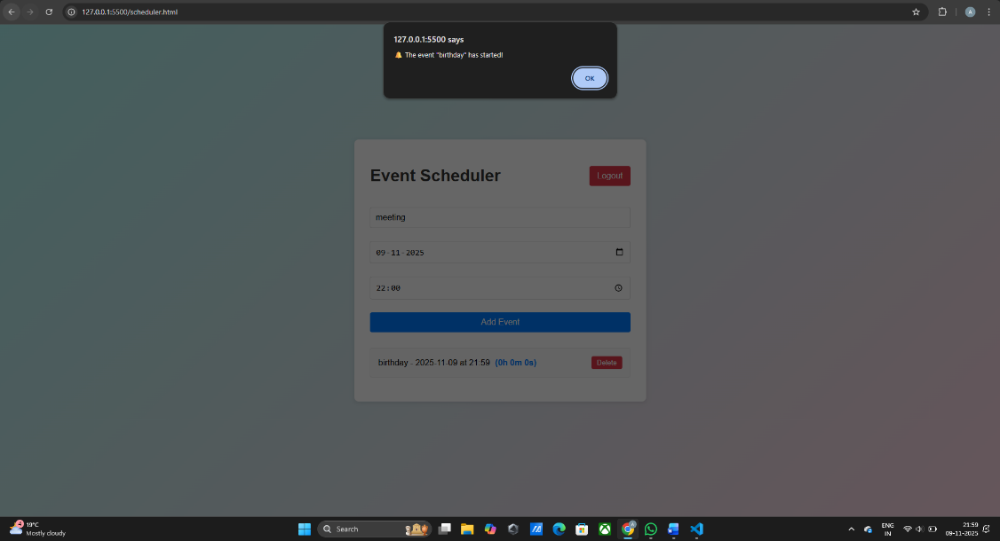 127.0.0.1:5500/scheduler.html
A
127.0.0.1:5500 says
🔔 The event "birthday" has started!
OK
Event Scheduler
Logout
meeting
09-11-2025
22:00
Add Event
birthday - 2025-11-09 at 21:59 (0h 0m 0s)
Delete
4
19°C
Mostly cloudy
Search
ENG
IN
21:59
09-11-2025